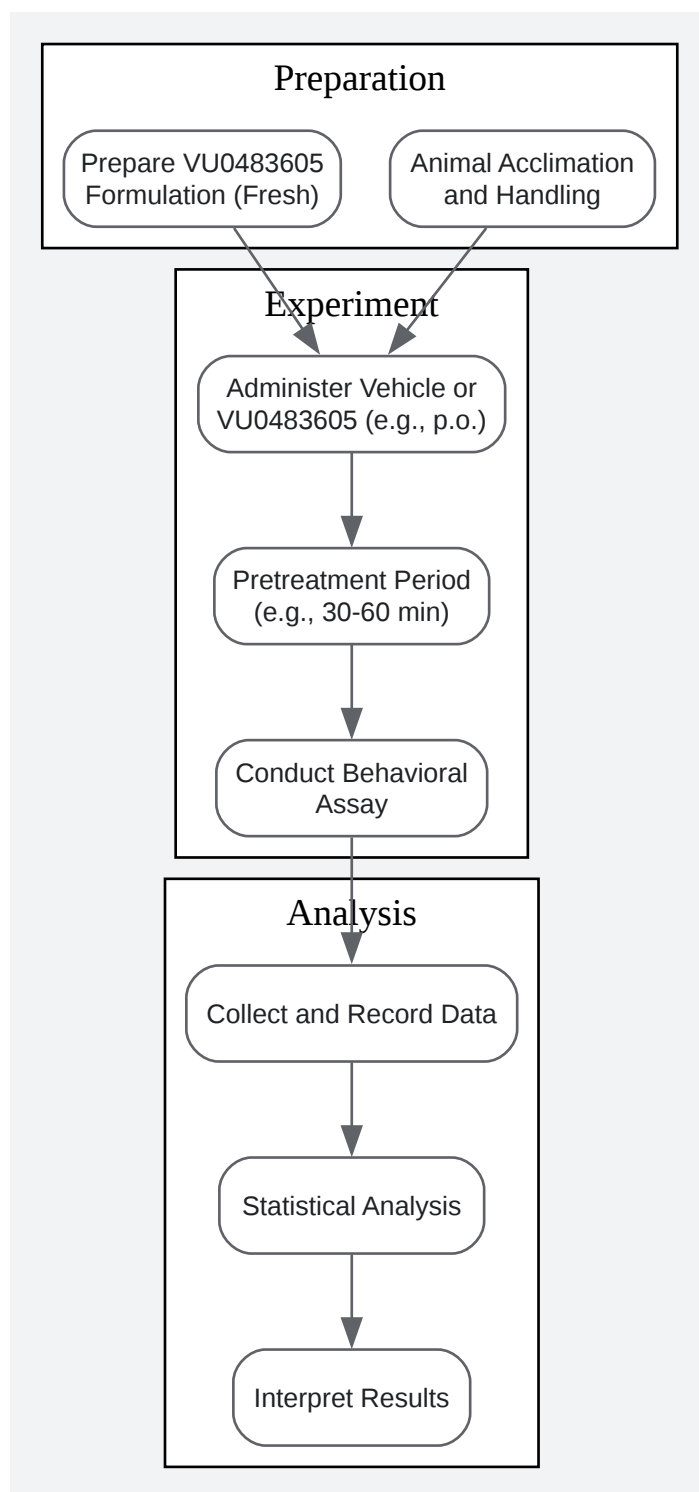 Preparation
Prepare VU0483605
Formulation (Fresh)
Animal Acclimation
and Handling
Experiment
Administer Vehicle or
VU0483605 (e.g., p.o.)
Pretreatment Period
(e.g., 30-60 min)
Conduct Behavioral
Assay
Analysis
Collect and Record Data
Statistical Analysis
Interpret Results